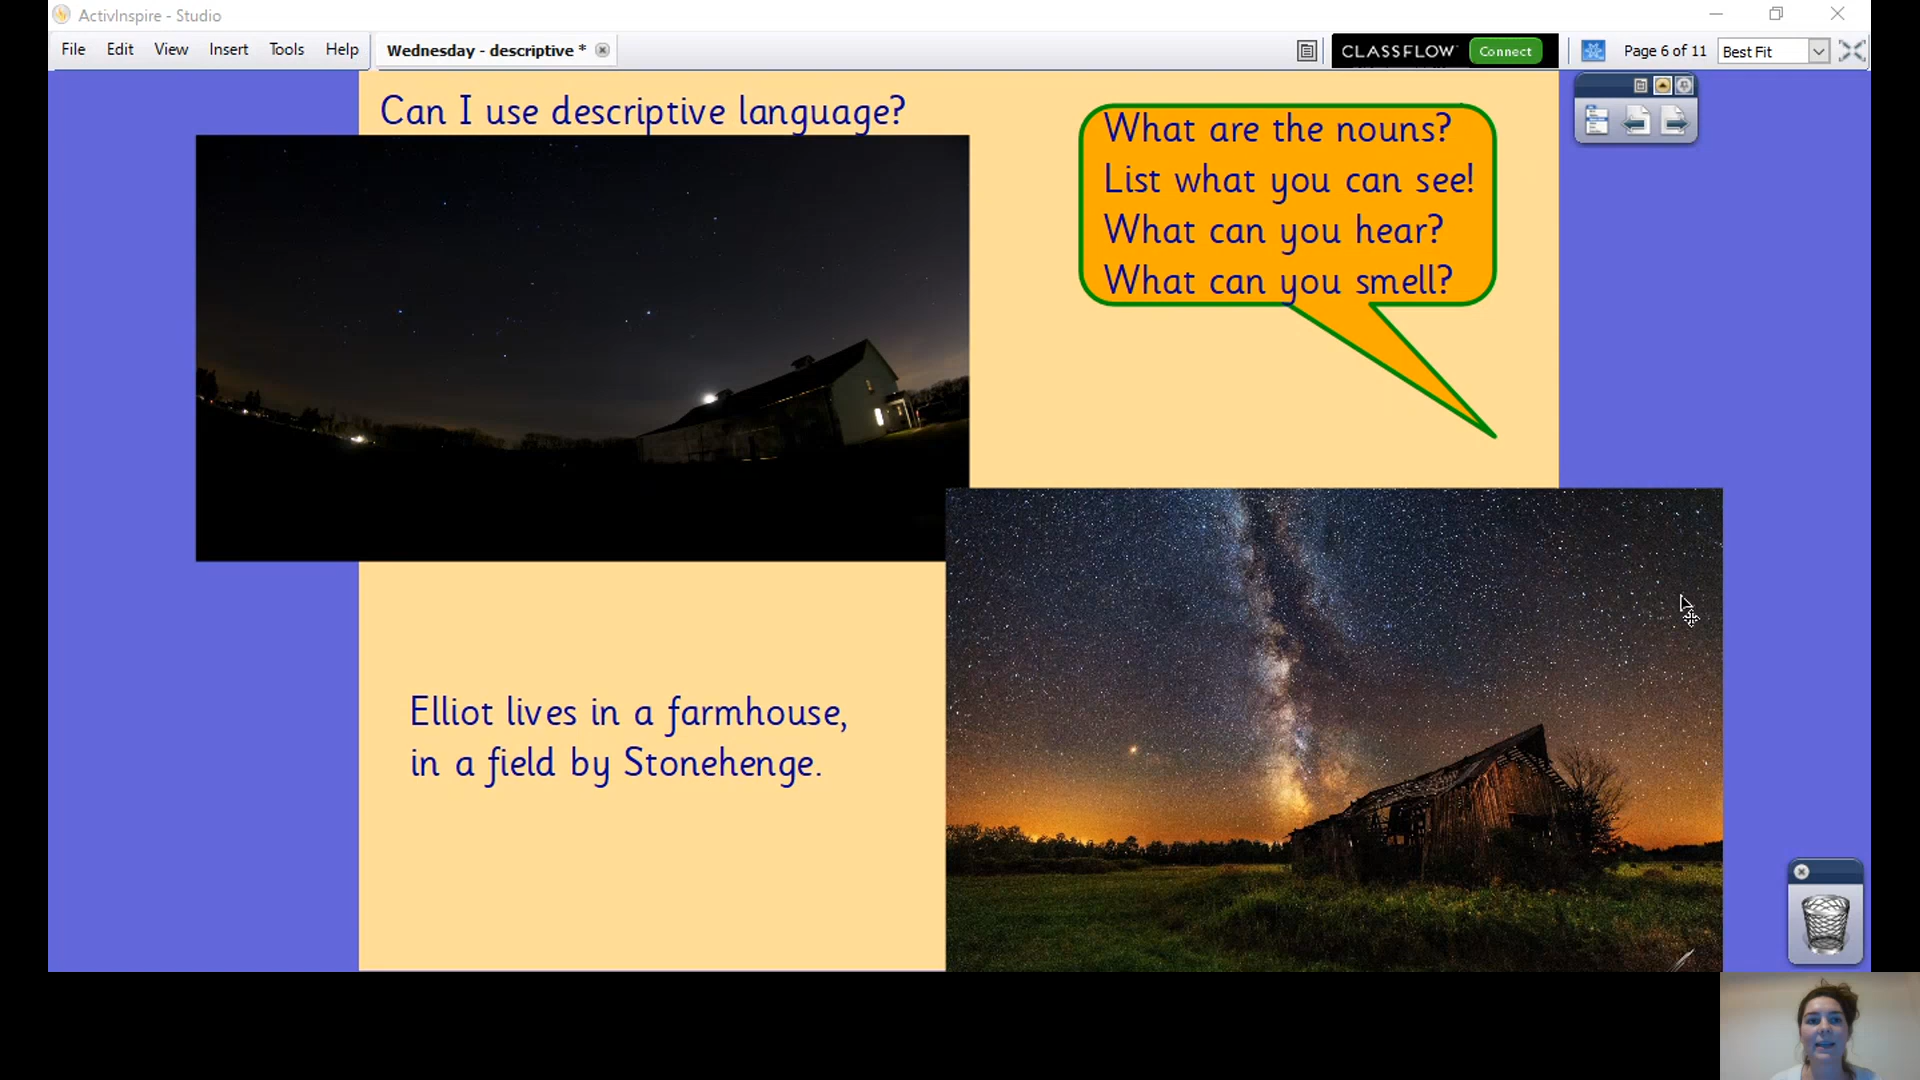 ActivInspire - Studio
File Edit View Insert Tools Help
Wednesday - descriptive *
CLASSFLOW Connect
Page 6 of 11
Best Fit
Can I use descriptive language?
What are the nouns?
List what you can see!
What can you hear?
What can you smell?
Elliot lives in a farmhouse,
in a field by Stonehenge.